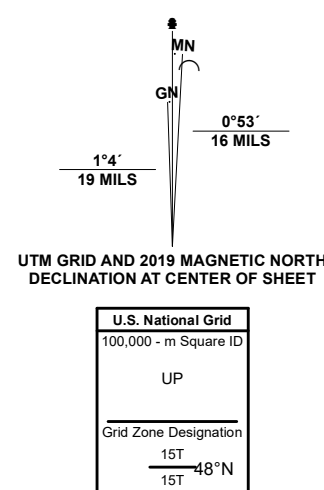 MN
GN
0°53´
16 MILS
1°4´
19 MILS
UTM GRID AND 2019 MAGNETIC NORTH
DECLINATION AT CENTER OF SHEET
U.S. National Grid
100,000 - m Square ID
UP
Grid Zone Designation
15T
48°N
15T